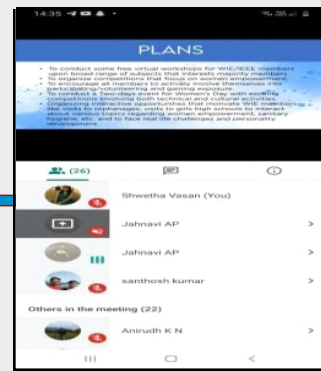 14:35
PLANS
• To conduct some free virtual workshops for WIE/IEEE members
upon broad range of subjects that interests majority members.
• To organize competitions that focus on women empowerment.
• To encourage all members to actively involve themselves into
participating/volunteering and gaining exposure.
• To conduct a Two-days event for Women's Day with exciting
competitions involving both technical and cultural activities.
• Organizing interactive opportunities that motivate WIE members
like visits to orphanages, visits to girls high schools to interact
about various topics regarding women empowerment, sanitary
hygiene, etc. and to face real life challenges and personality
development.
(26)
Shwetha Vasan (You)
Jahnavi AP
Jahnavi AP
santhosh kumar
Others in the meeting (22)
Anirudh K N